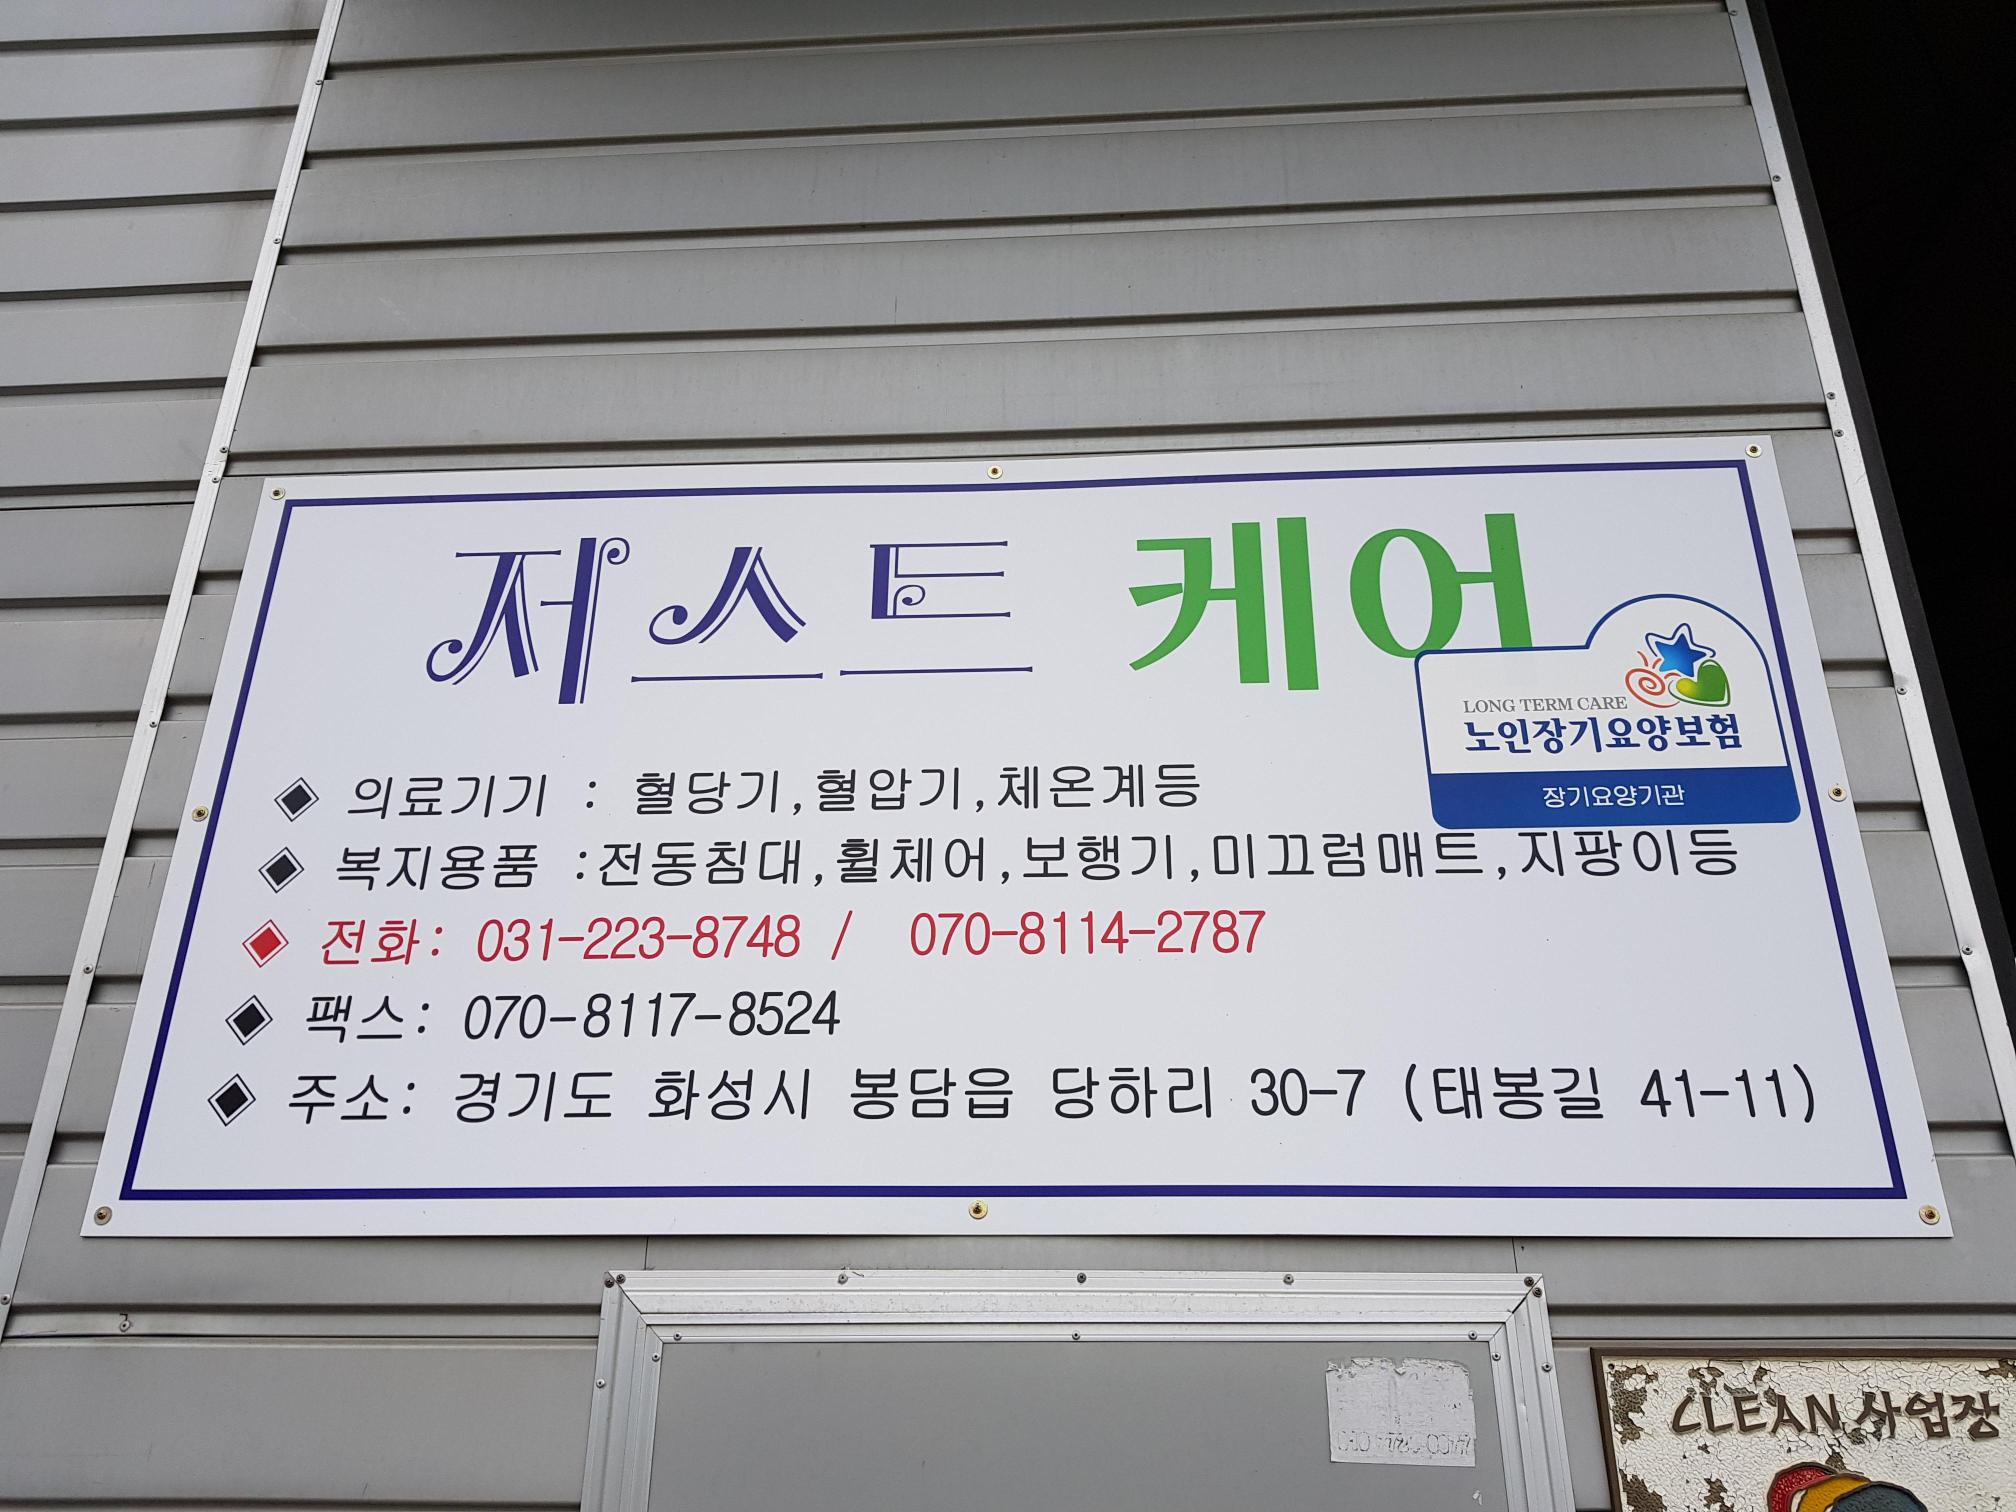 저스트 케어
LONG TERM CARE
노인장기요양보험
장기요양기관
◈ 의료기기 : 혈당기,혈압기,체온계등
◈ 복지용품 :전동침대,휠체어,보행기,미끄럼매트,지팡이등
◈ 전화: 031-223-8748 / 070-8114-2787
◈ 팩스: 070-8117-8524
◈ 주소: 경기도 화성시 봉담읍 당하리 30-7 (태봉길 41-11)
CLEAN 사업장